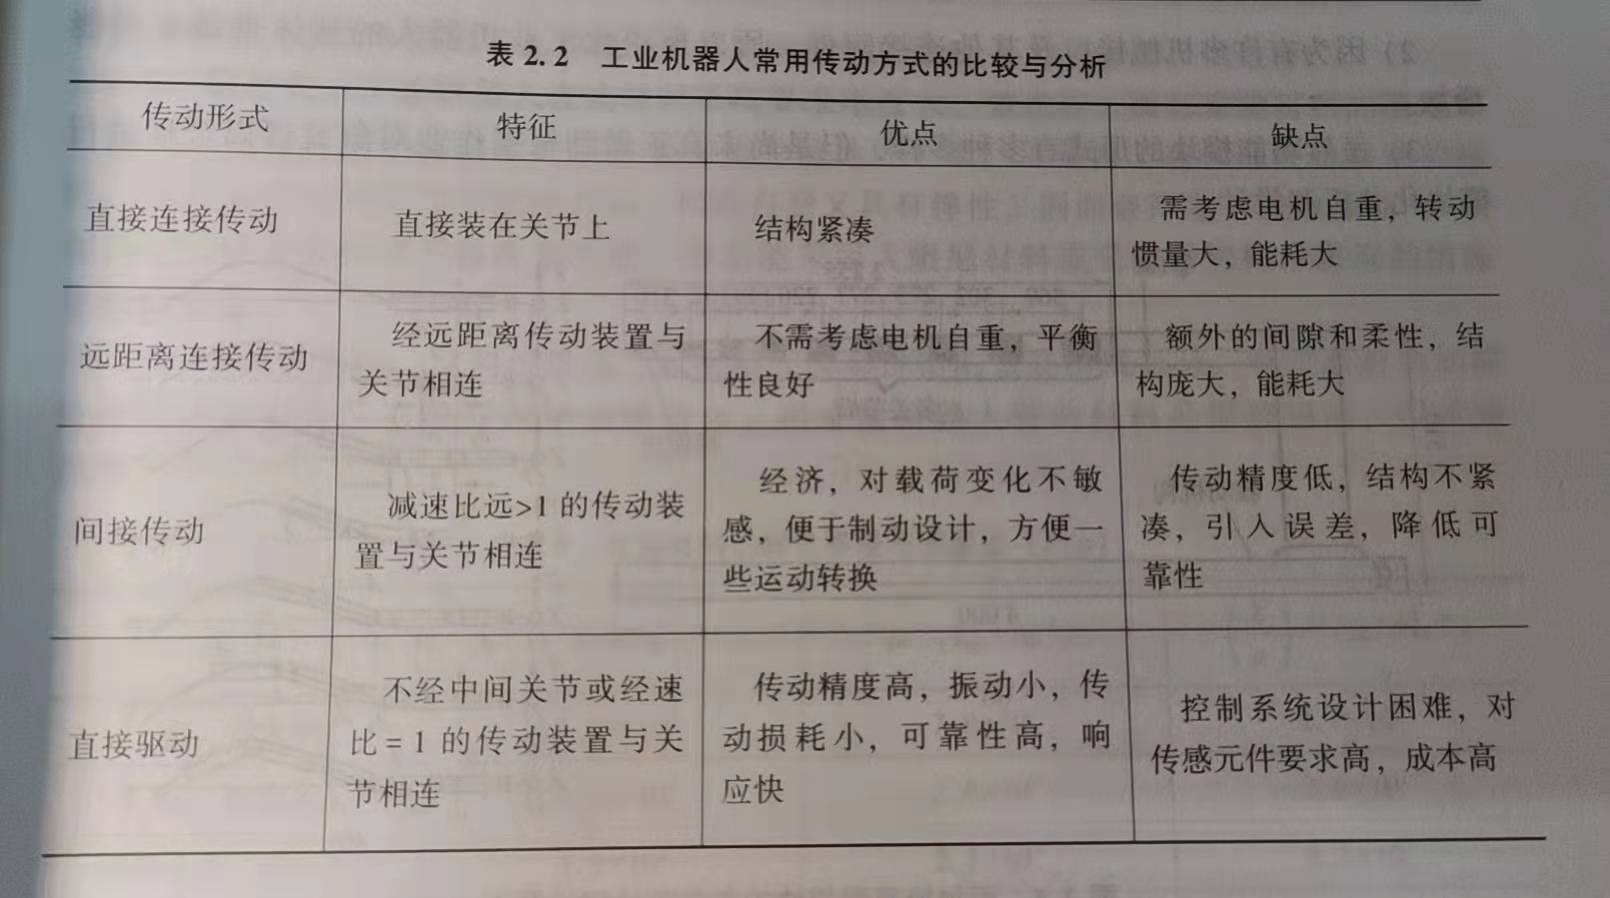 表 2.2 工业机器人常用传动方式的比较与分析
传动形式 特征 优点 缺点
直接连接传动
直接装在关节上
结构紧凑
需考虑电机自重，转动
惯量大，能耗大
远距离连接传动
经远距离传动装置与
关节相连
不需考虑电机自重，平衡
性良好
额外的间隙和柔性，结
构庞大，能耗大
间接传动
减速比远>1 的传动装
置与关节相连
经济，对载荷变化不敏
感，便于制动设计，方便一
些运动转换
传动精度低，结构不紧
凑，引入误差，降低可
靠性
直接驱动
不经中间关节或经速
比=1 的传动装置与关
节相连
传动精度高，振动小，传
动损耗小，可靠性高，响
应快
控制系统设计困难，对
传感元件要求高，成本高